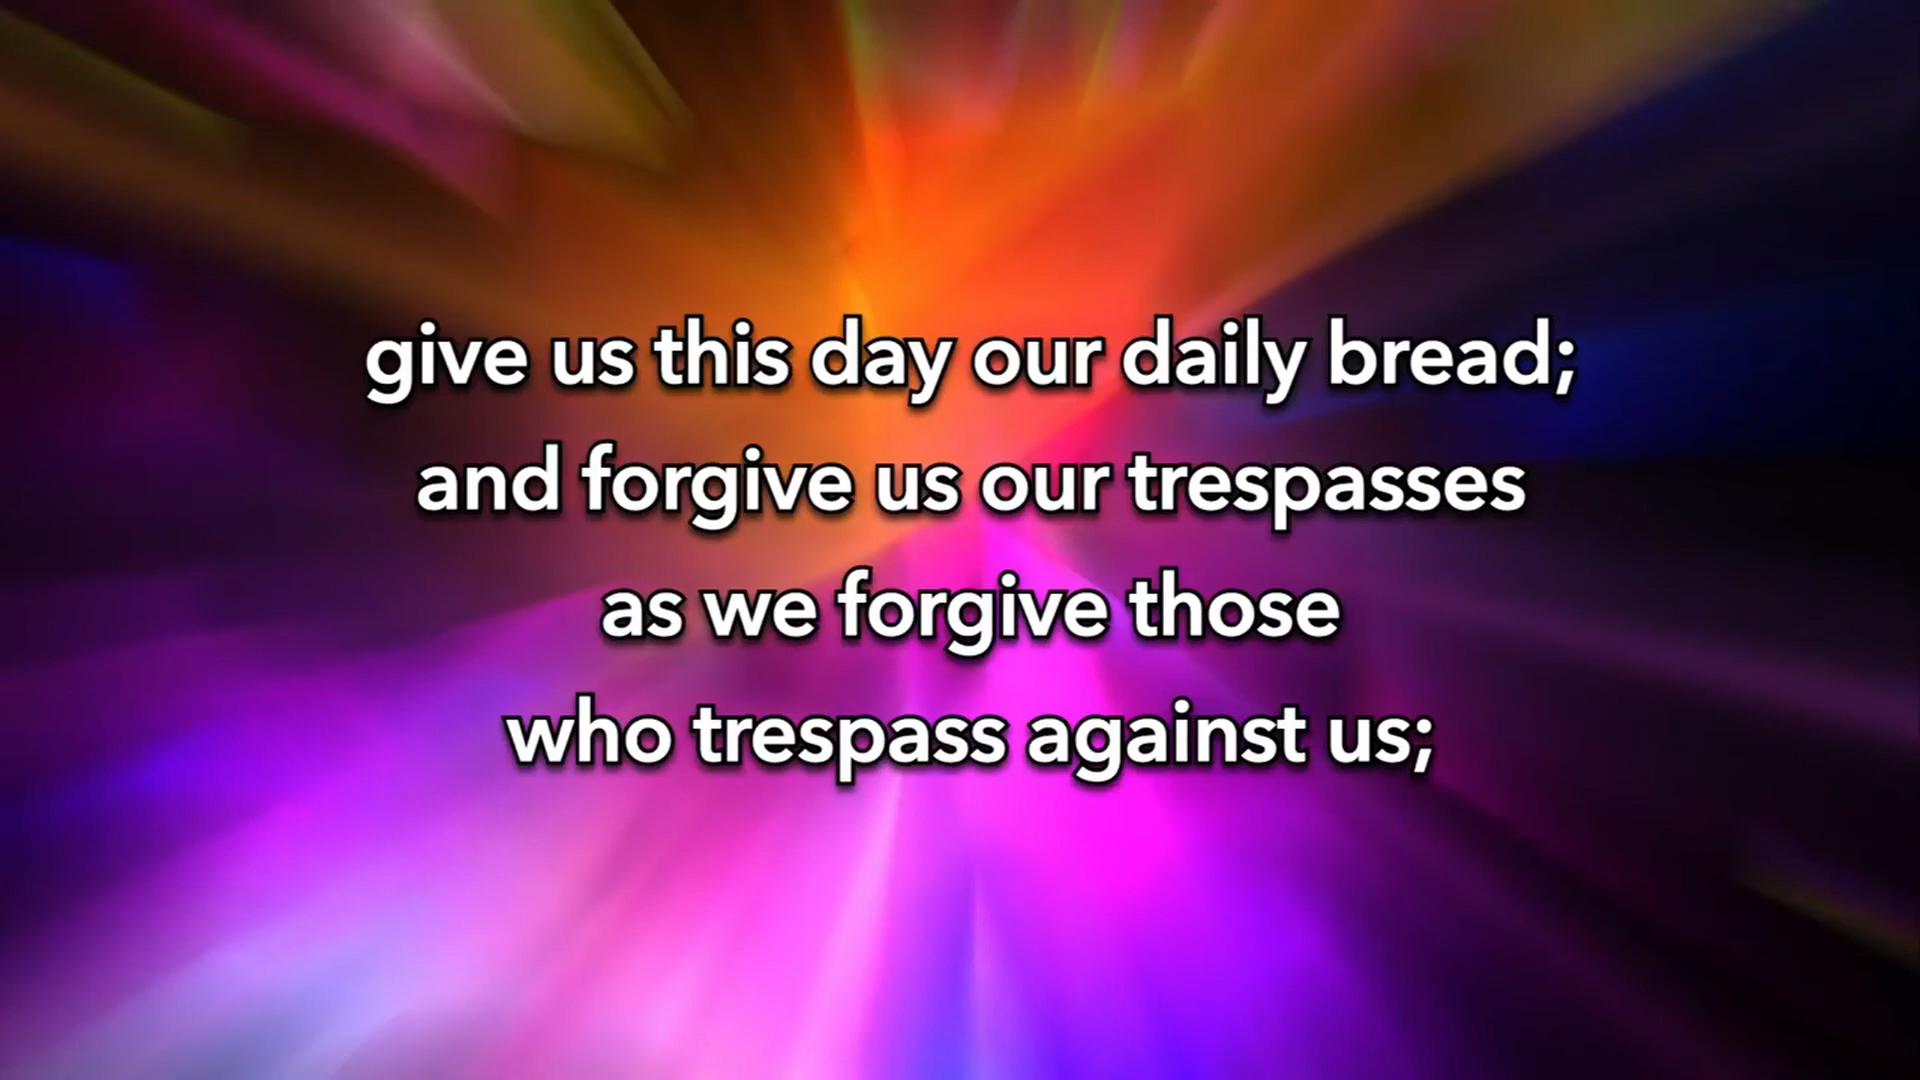 give us this day our daily bread;
and forgive us our trespasses
as we forgive those
who trespass against us;